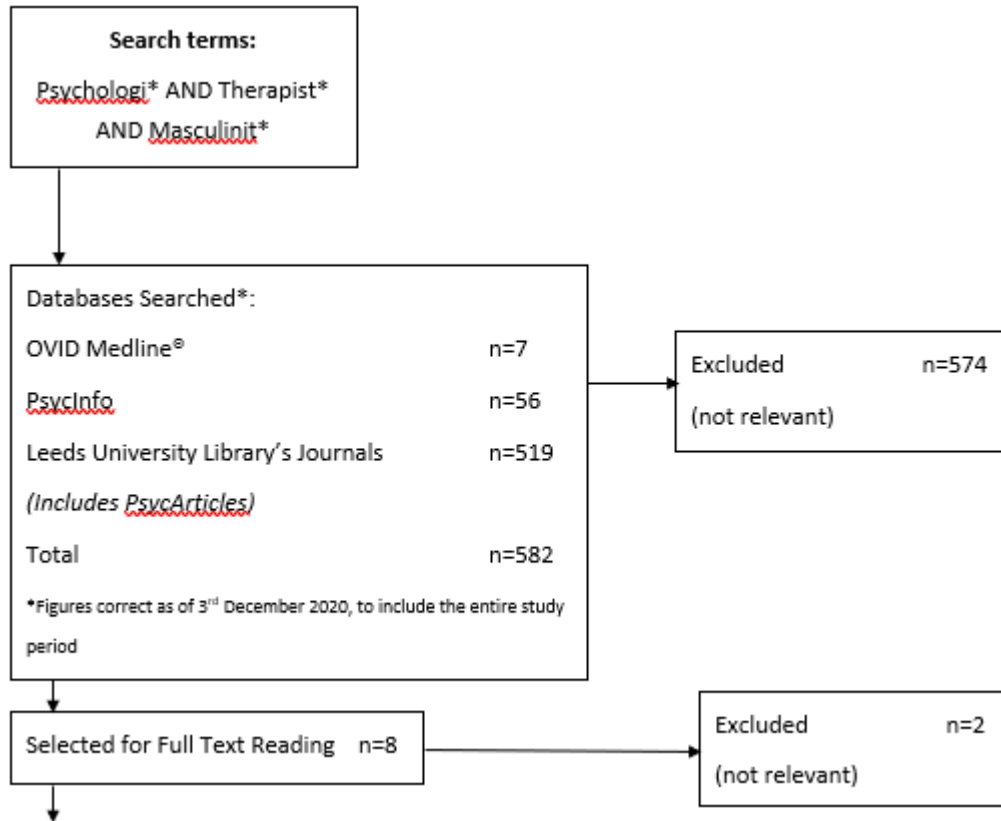 Search terms:
Psychologi* AND Therapist*
AND Masculinit*
Databases Searched*:
OVID Medline® n=7
PsycInfo n=56
Leeds University Library’s Journals n=519
(Includes PsycArticles)
Total n=582
*Figures correct as of 3rd December 2020, to include the entire study
period
Excluded n=574
(not relevant)
Selected for Full Text Reading n=8
Excluded n=2
(not relevant)